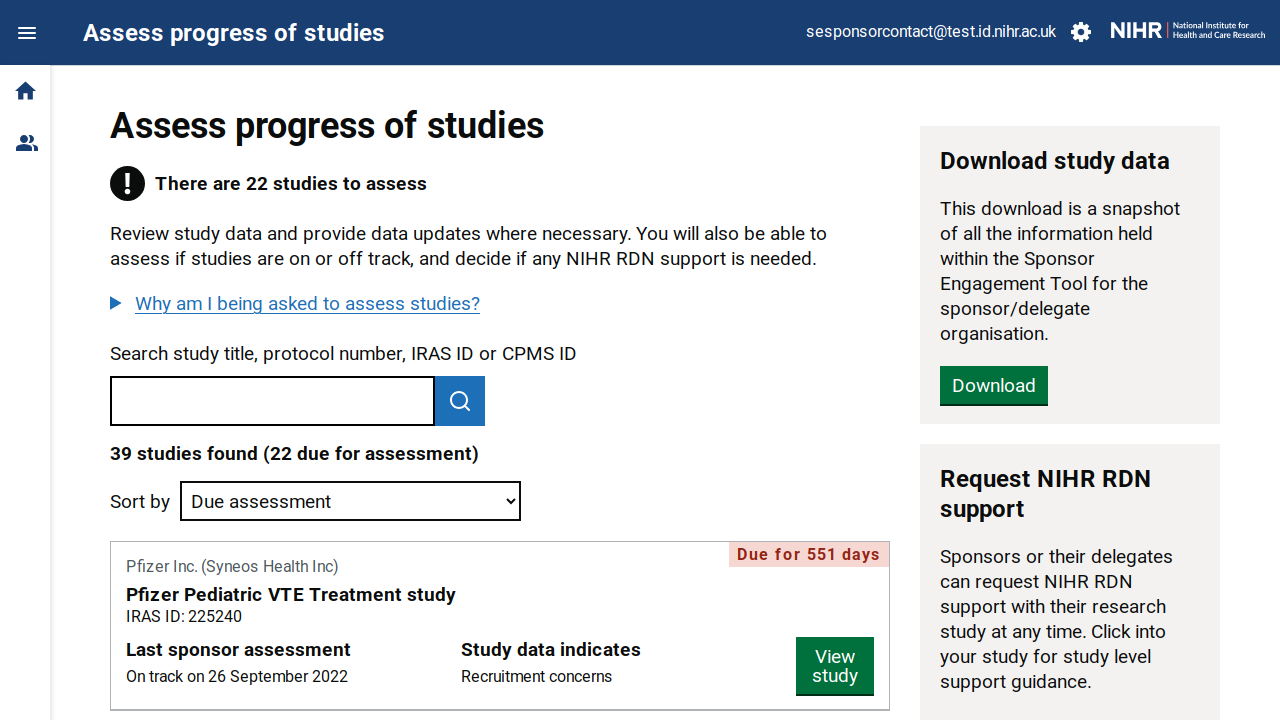 Assess progress of studies
sesponsorcontact@test.id.nihr.ac.uk
NIHR | National Institute for
Health and Care Research
Assess progress of studies
There are 22 studies to assess
Review study data and provide data updates where necessary. You will also be able to
assess if studies are on or off track, and decide if any NIHR RDN support is needed.
Why am I being asked to assess studies?
Search study title, protocol number, IRAS ID or CPMS ID
39 studies found (22 due for assessment)
Sort by
Due assessment
Due for 551 days
Pfizer Inc. (Syneos Health Inc)
Pfizer Pediatric VTE Treatment study
IRAS ID: 225240
Last sponsor assessment
On track on 26 September 2022
Study data indicates
Recruitment concerns
View
study
Download study data
This download is a snapshot
of all the information held
within the Sponsor
Engagement Tool for the
sponsor/delegate
organisation.
Download
Request NIHR RDN
support
Sponsors or their delegates
can request NIHR RDN
support with their research
study at any time. Click into
your study for study level
support guidance.